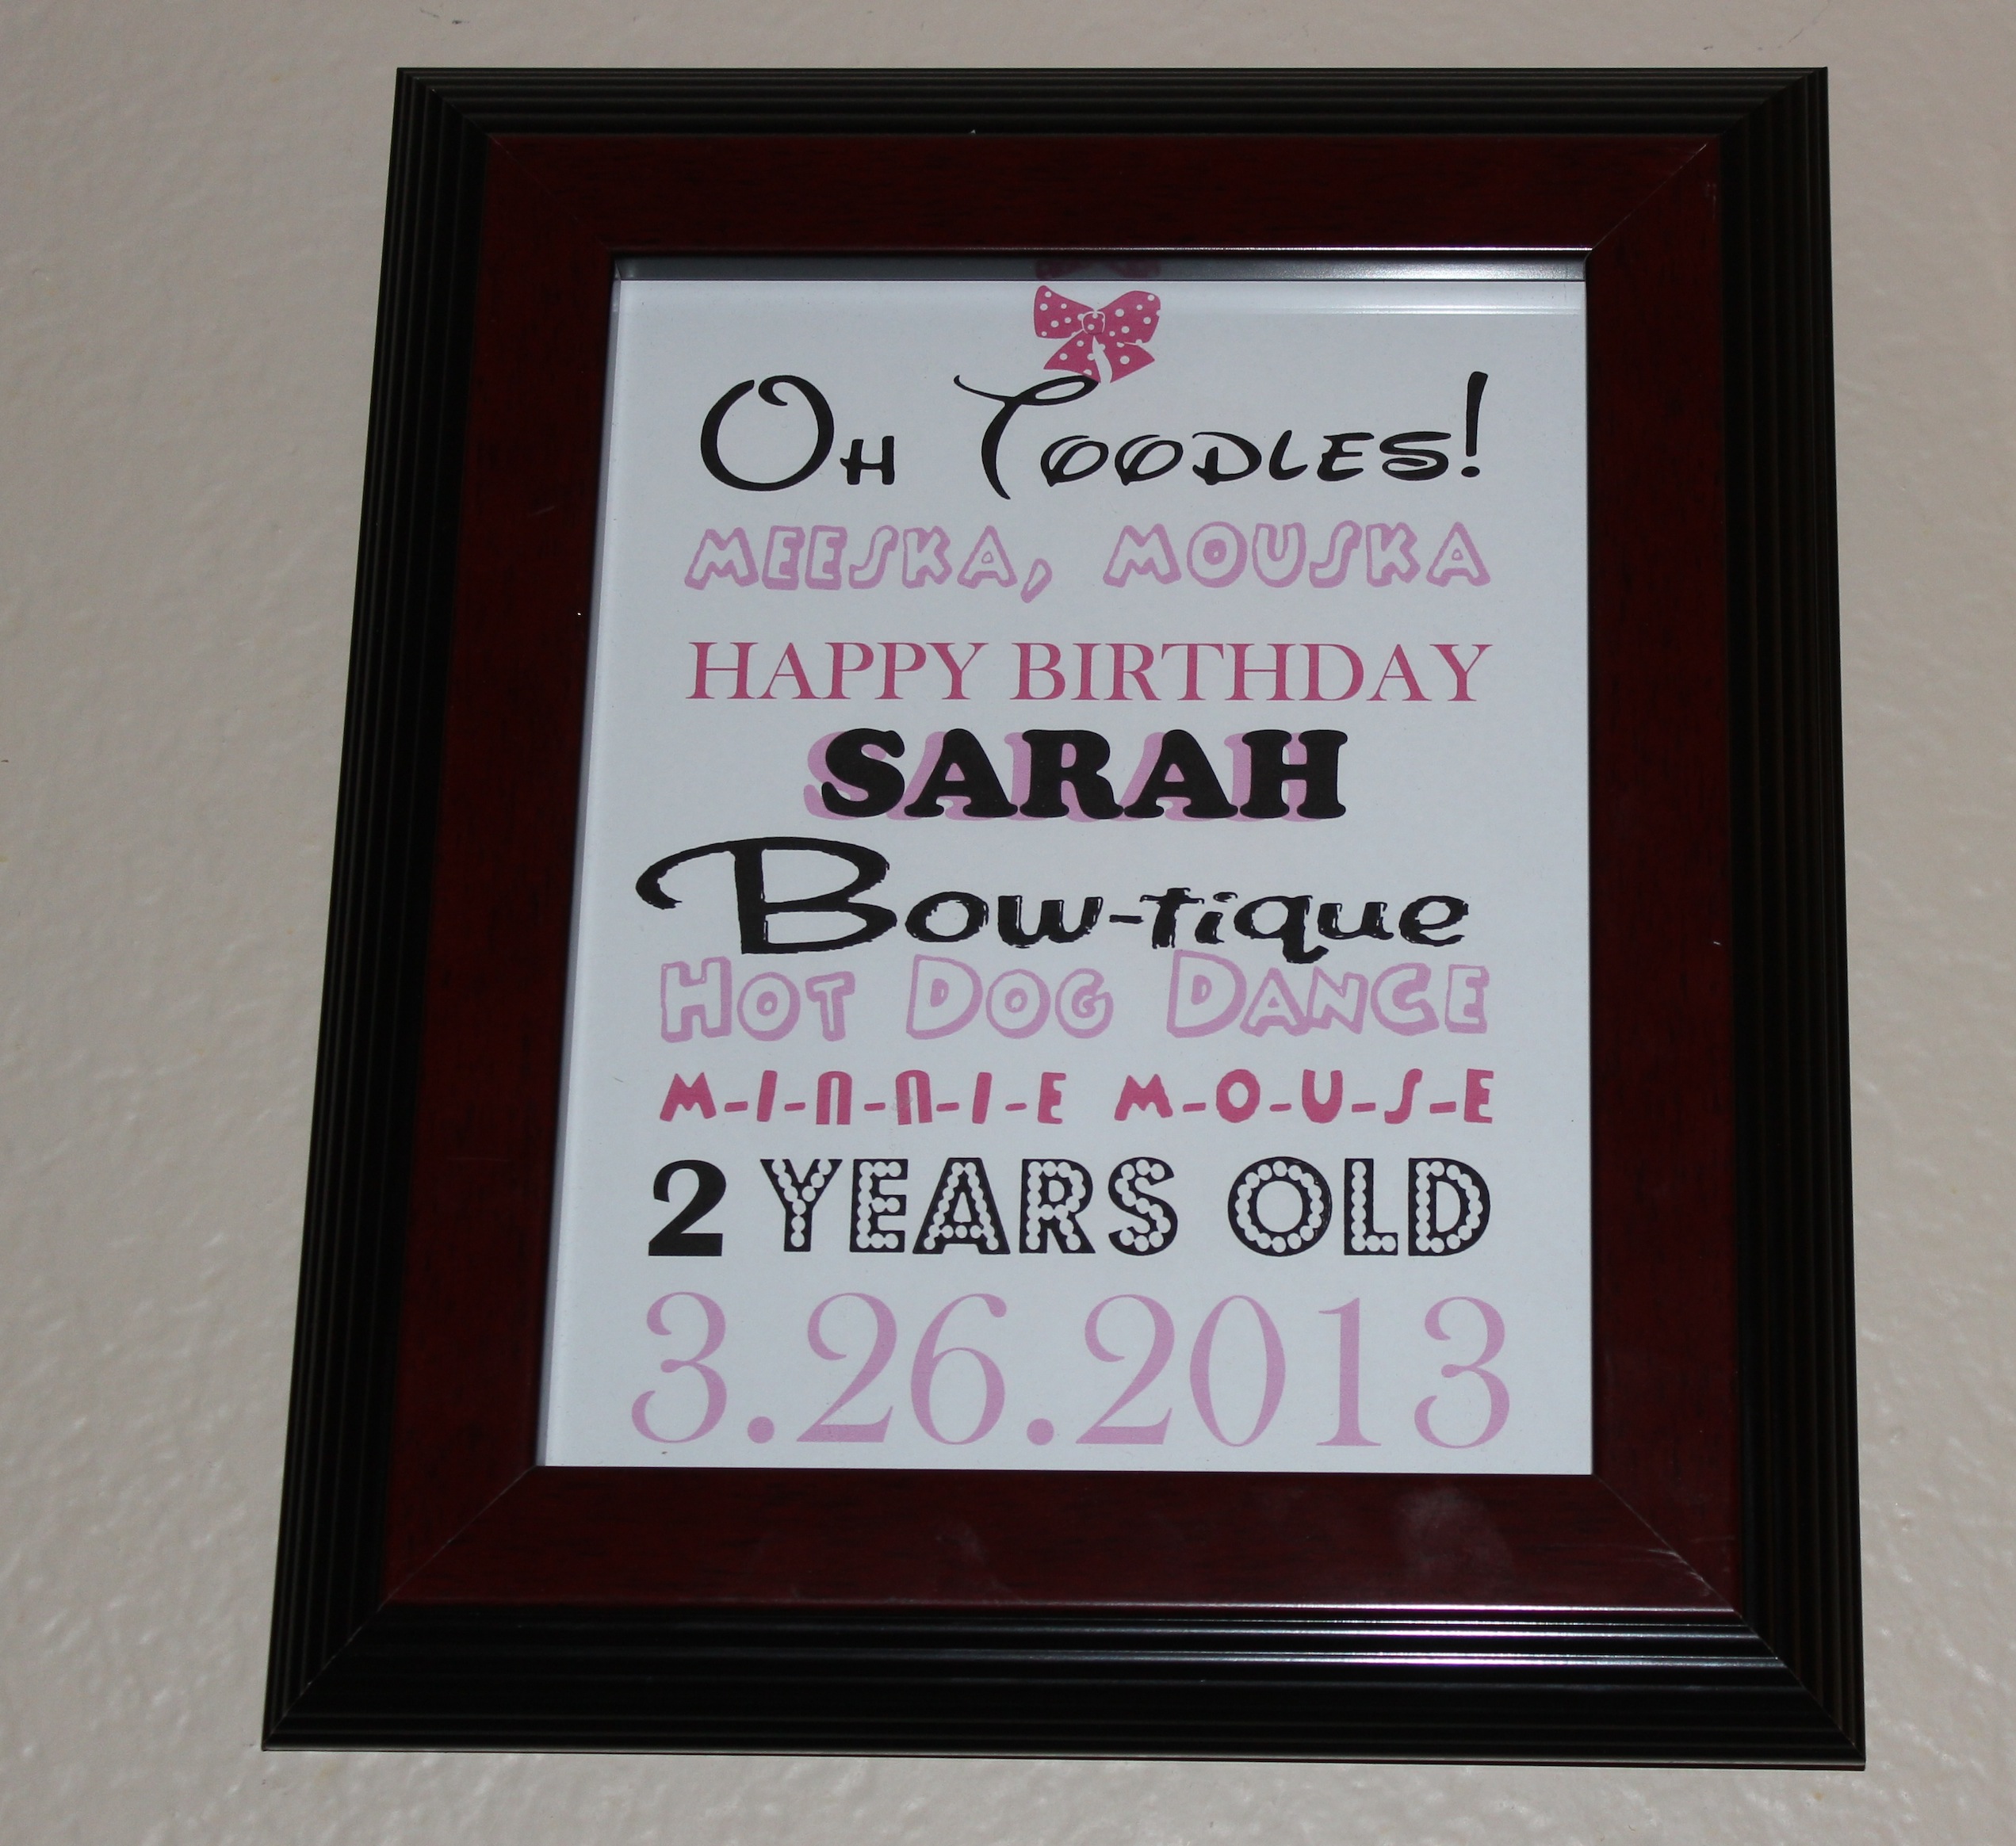 Oh Toodles!
MEESKA, MOUSKA
HAPPY BIRTHDAY
SARAH
Bow-tique
HOT DOG DANCE
M-I-N-N-I-E M-O-U-S-E
2 YEARS OLD
3.26.2013